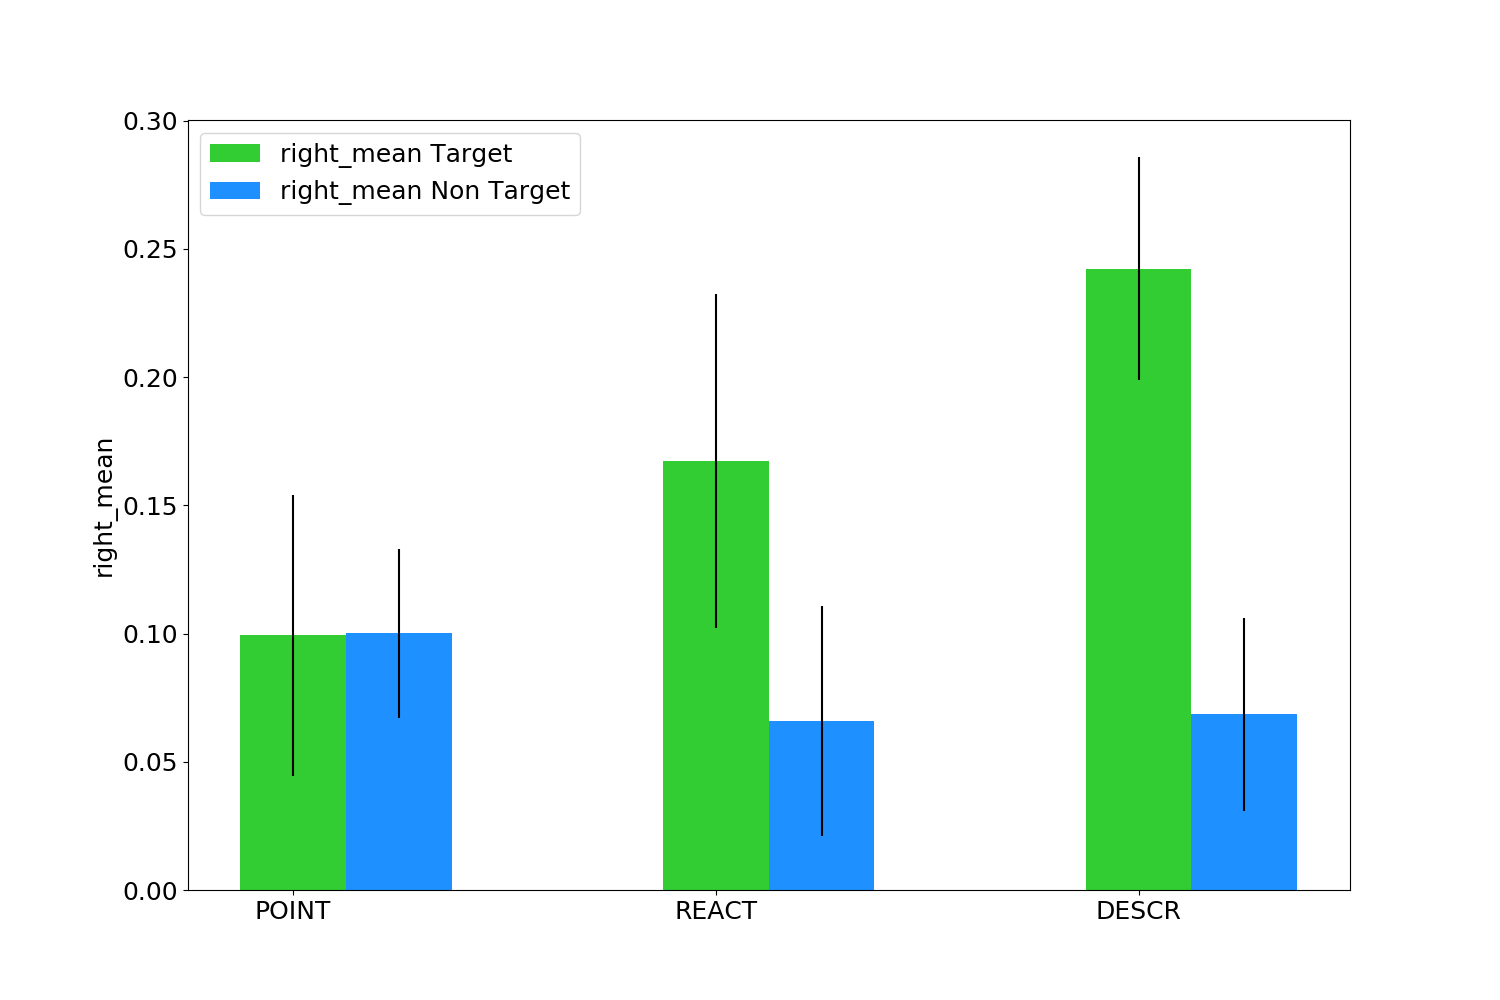 0.30
0.25
0.20
0.15
0.10
0.05
0.00
right_mean
right_mean Target
right_mean Non Target
POINT
REACT
DESCR